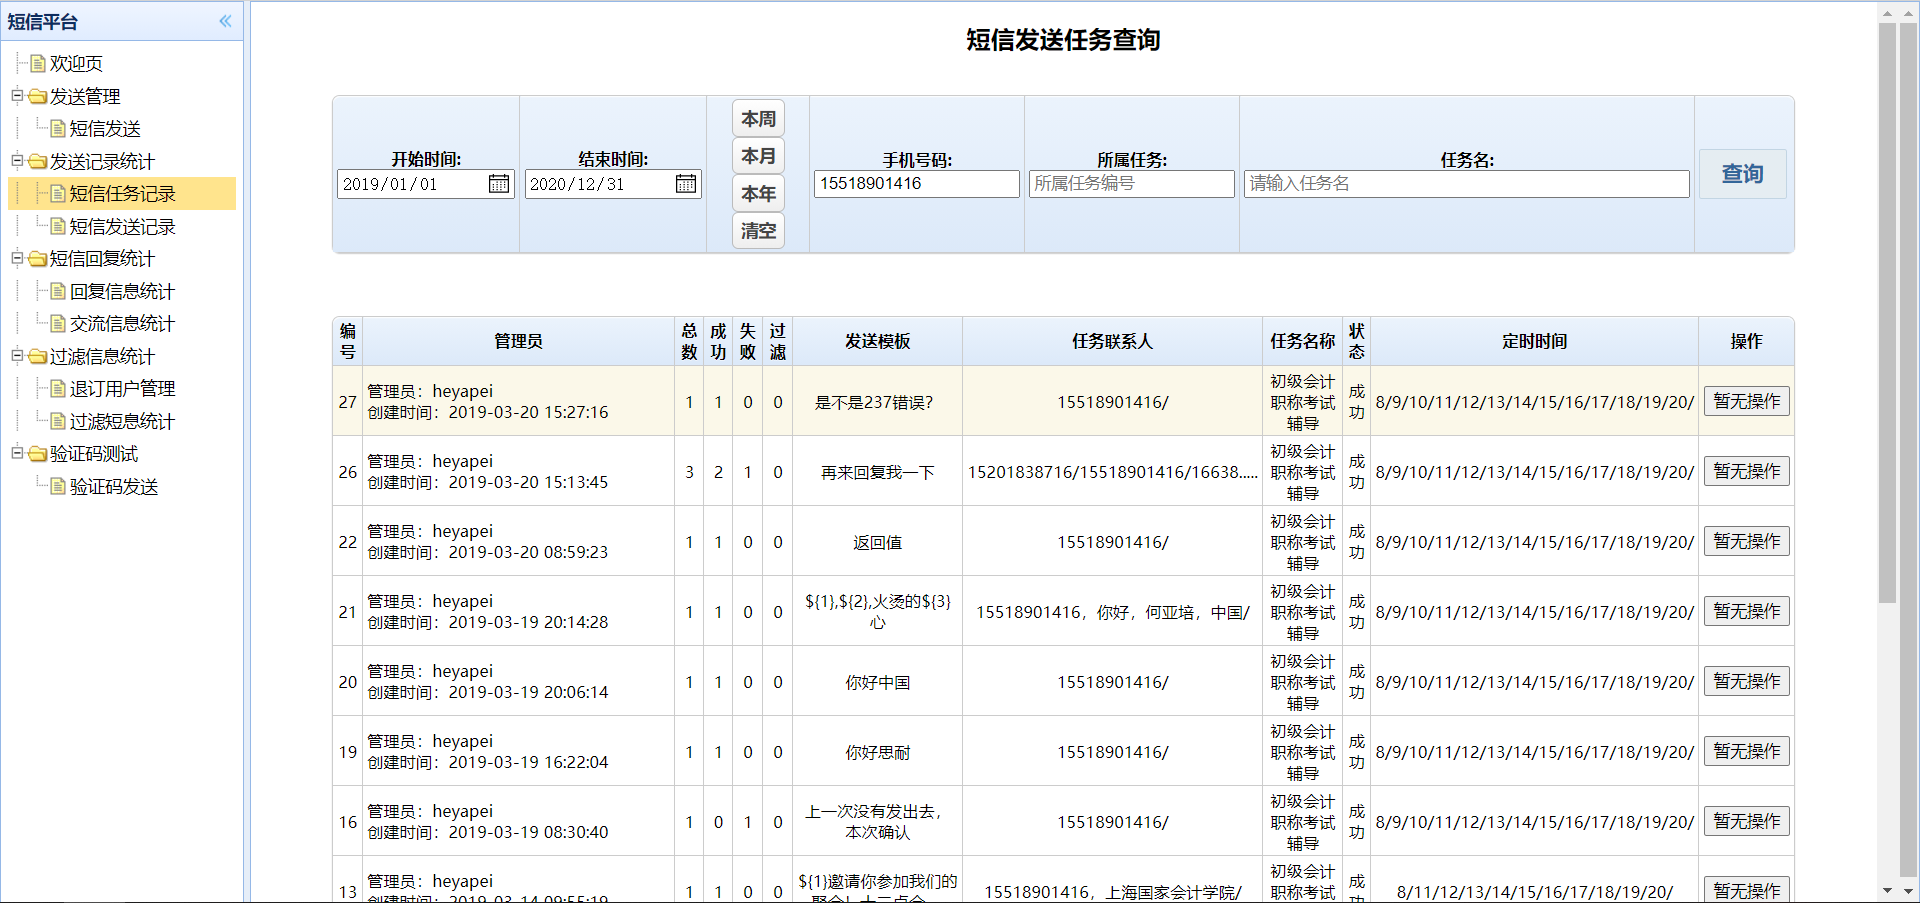 短信平台
欢迎页
发送管理
短信发送
发送记录统计
短信任务记录
短信发送记录
短信回复统计
回复信息统计
交流信息统计
过滤信息统计
退订用户管理
过滤短息统计
验证码测试
验证码发送
短信发送任务查询
开始时间: 结束时间: 手机号码: 所属任务: 任务名:
2019/01/01 2020/12/31 15518901416 所属任务编号 请输入任务名 查询
本周
本月
本年
清空
编号 管理员 总数 成功 失败 过滤 发送模板 任务联系人 任务名称 状态 定时时间 操作
27 管理员：heyapei 创建时间：2019-03-20 15:27:16 1 1 0 0 是不是237错误? 15518901416/ 初级会计职称考试辅导 成功 8/9/10/11/12/13/14/15/16/17/18/19/20/ 暂无操作
26 管理员：heyapei 创建时间：2019-03-20 15:13:45 3 2 1 0 再来回复我一下 15201838716/15518901416/16638..... 初级会计职称考试辅导 成功 8/9/10/11/12/13/14/15/16/17/18/19/20/ 暂无操作
22 管理员：heyapei 创建时间：2019-03-20 08:59:23 1 1 0 0 返回值 15518901416/ 初级会计职称考试辅导 成功 8/9/10/11/12/13/14/15/16/17/18/19/20/ 暂无操作
21 管理员：heyapei 创建时间：2019-03-19 20:14:28 1 1 0 0 ${1},${2},火烫的${3}心 15518901416，你好，何亚培，中国/ 初级会计职称考试辅导 成功 8/9/10/11/12/13/14/15/16/17/18/19/20/ 暂无操作
20 管理员：heyapei 创建时间：2019-03-19 20:06:14 1 1 0 0 你好中国 15518901416/ 初级会计职称考试辅导 成功 8/9/10/11/12/13/14/15/16/17/18/19/20/ 暂无操作
19 管理员：heyapei 创建时间：2019-03-19 16:22:04 1 1 0 0 你好思耐 15518901416/ 初级会计职称考试辅导 成功 8/9/10/11/12/13/14/15/16/17/18/19/20/ 暂无操作
16 管理员：heyapei 创建时间：2019-03-19 08:30:40 1 0 1 0 上一次没有发出去，本次确认 15518901416/ 初级会计职称考试辅导 成功 8/9/10/11/12/13/14/15/16/17/18/19/20/ 暂无操作
13 管理员：heyapei 创建时间：2019-03-14 09:55:19 1 1 0 0 ${1}邀请你参加我们的 15518901416，上海国家会计学院/ 初级会计职称考试 成功 8/11/12/13/14/15/16/17/18/19/20/ 暂无操作